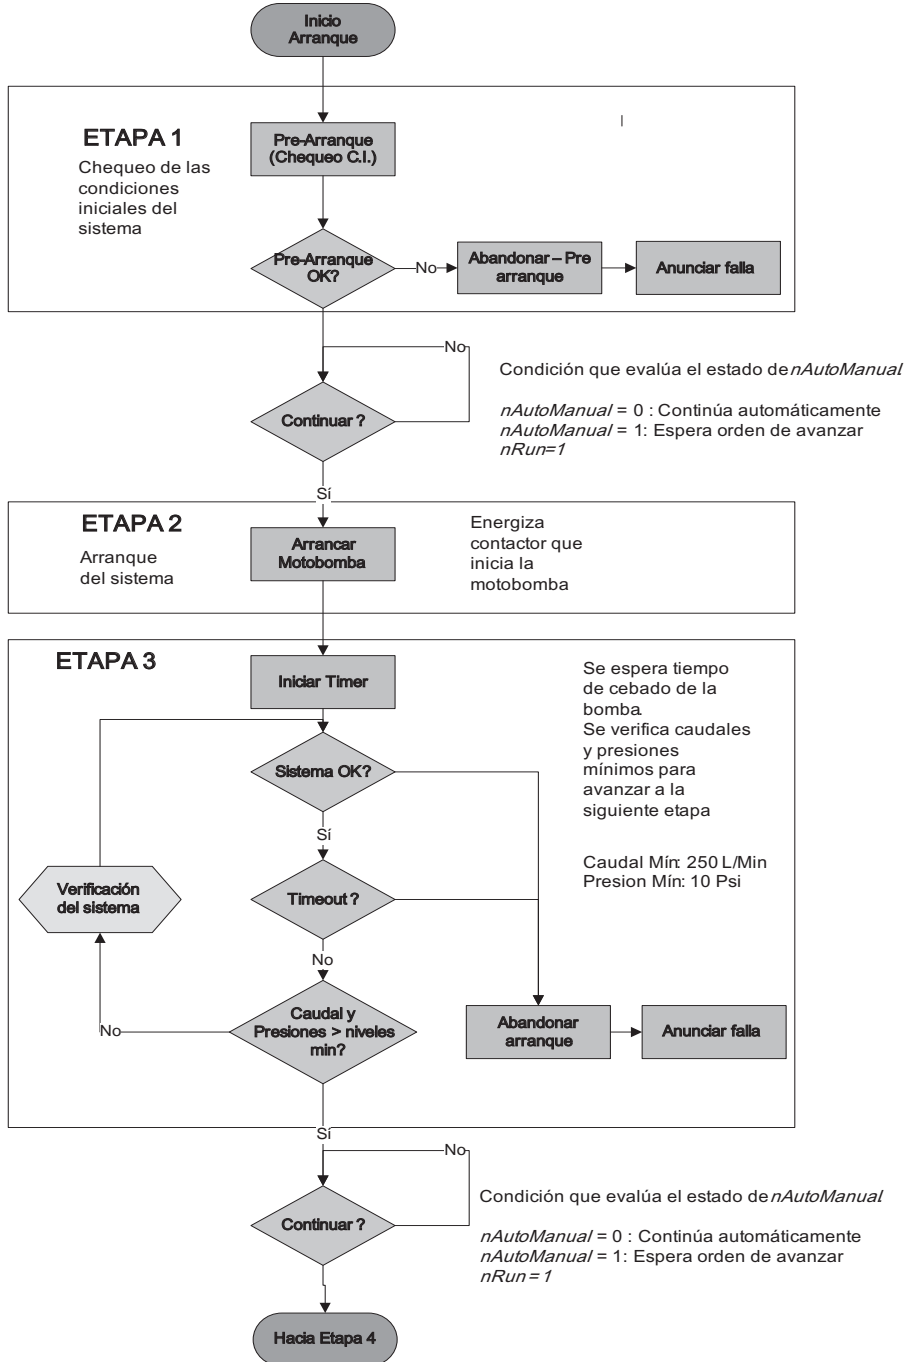 Inicio
Arranque
ETAPA 1
Chequeo de las
condiciones
iniciales del
sistema
Pre-Arranque
(Chequeo C.I.)
Pre-Arranque
OK?
No
Abandonar – Pre
arranque
Anunciar falla
No
Continuar ?
Condición que evalúa el estado de nAutoManual
nAutoManual = 0 : Continúa automáticamente
nAutoManual = 1: Espera orden de avanzar
nRun=1
Sí
ETAPA 2
Arranque
del sistema
Arrancar
Motobomba
Energiza
contactor que
inicia la
motobomba
ETAPA 3
Iniciar Timer
Se espera tiempo
de cebado de la
bomba.
Se verifica caudales
y presiones
mínimos para
avanzar a la
siguiente etapa
Caudal Mín: 250 L/Min
Presion Mín: 10 Psi
Sistema OK?
Sí
Verificación
del sistema
Timeout ?
No
No
Caudal y
Presiones > niveles
min?
Abandonar
arranque
Anunciar falla
Sí
No
Continuar ?
Condición que evalúa el estado de nAutoManual
nAutoManual = 0 : Continúa automáticamente
nAutoManual = 1: Espera orden de avanzar
nRun = 1
Hacia Etapa 4